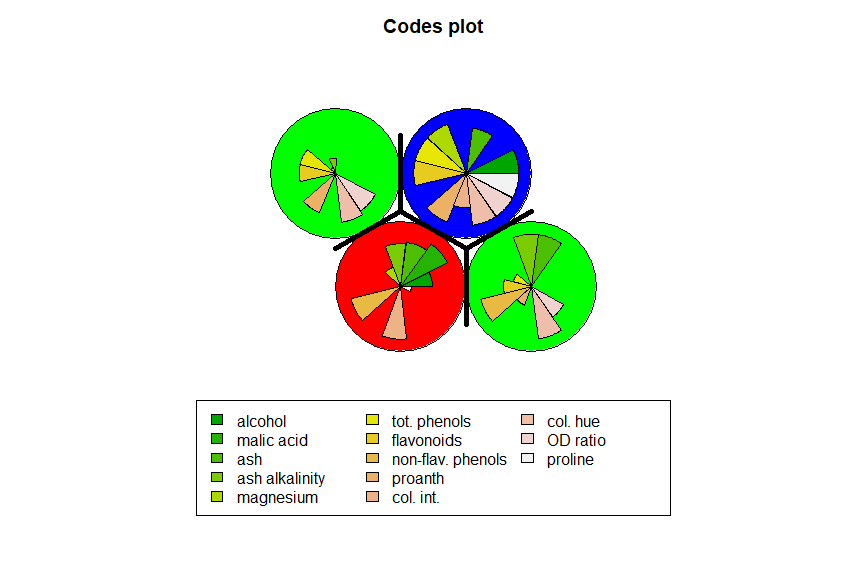 Codes plot
alcohol
malic acid
ash
ash alkalinity
magnesium
tot. phenols
flavonoids
non-flav. phenols
proanth
col. int.
col. hue
OD ratio
proline